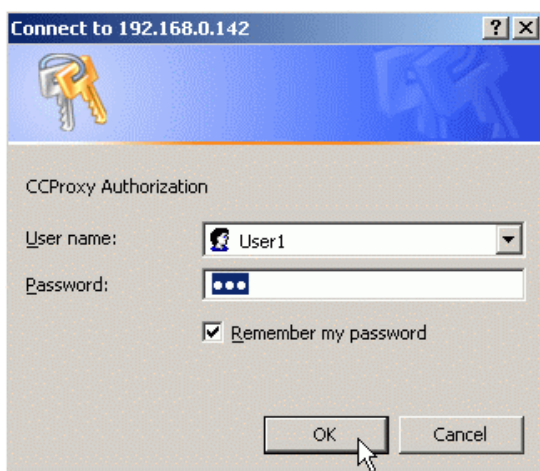 Connect to 192.168.0.142
CCProxy Authorization
User name: User1
Password: •••
Remember my password
OK Cancel